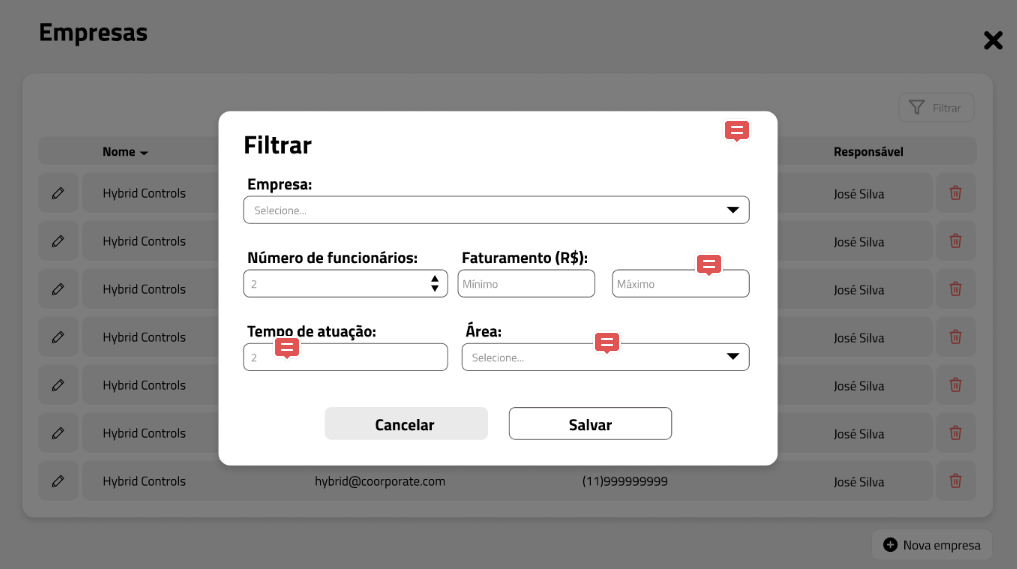 Empresas
Filtrar
Nome
Responsável
Filtrar
Empresa:
Selecione...
Número de funcionários:
Faturamento (R$):
2
Mínimo
Máximo
Tempo de atuação:
Área:
2
Selecione...
Cancelar
Salvar
Hybrid Controls
José Silva
Hybrid Controls
José Silva
Hybrid Controls
José Silva
Hybrid Controls
José Silva
Hybrid Controls
José Silva
Hybrid Controls
José Silva
Hybrid Controls
hybrid@coorporate.com
(11)999999999
José Silva
Nova empresa